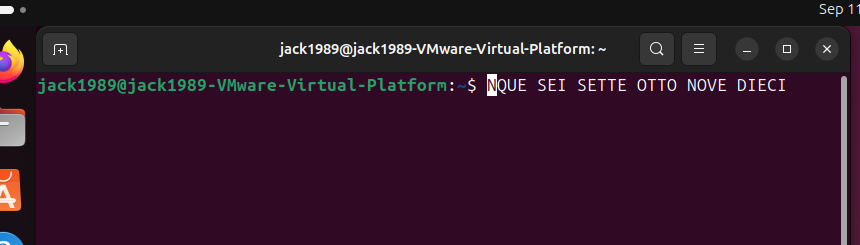 Sep 11
jack1989@jack1989-VMware-Virtual-Platform: ~
jack1989@jack1989-VMware-Virtual-Platform:~$ NQUE SEI SETTE OTTO NOVE DIECI